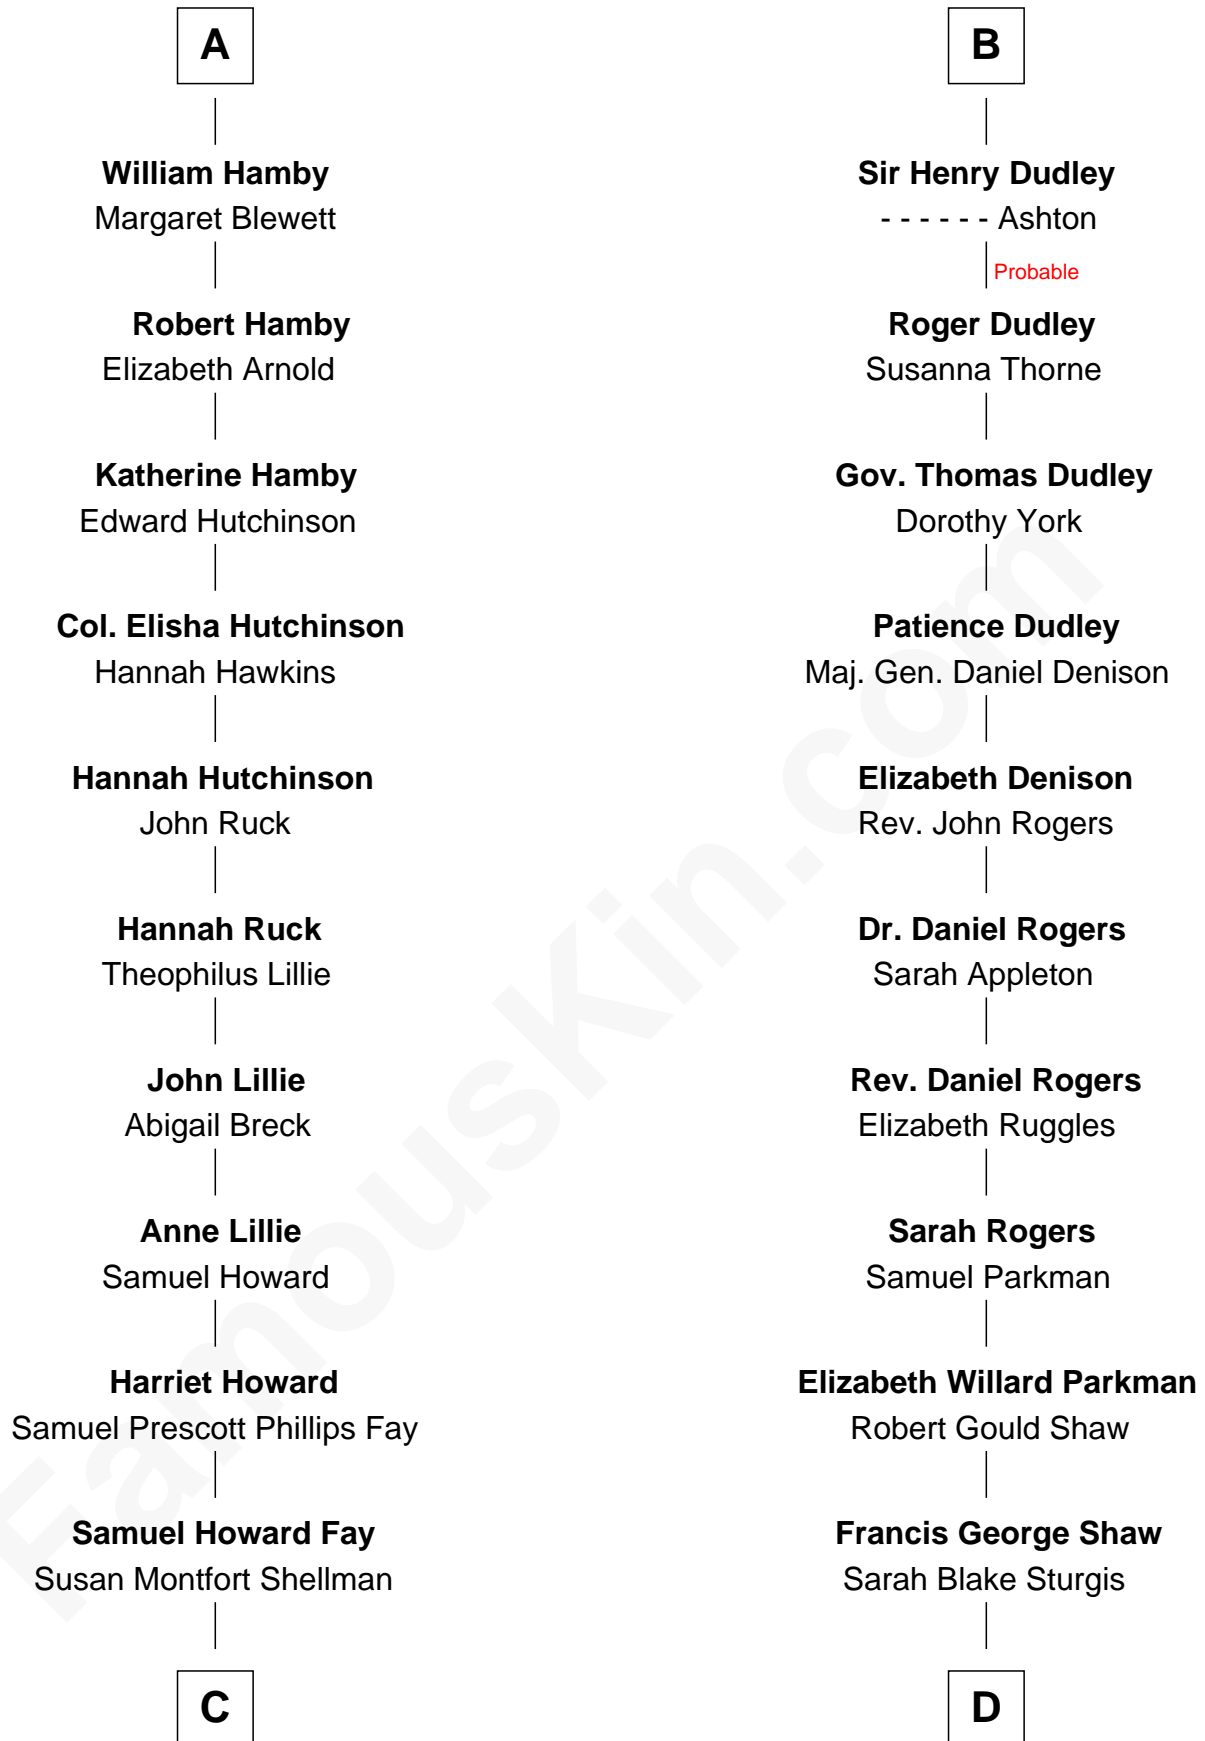 A
William Hamby
Margaret Blewett
Robert Hamby
Elizabeth Arnold
Katherine Hamby
Edward Hutchinson
Col. Elisha Hutchinson
Hannah Hawkins
Hannah Hutchinson
John Ruck
Hannah Ruck
Theophilus Lillie
John Lillie
Abigail Breck
Anne Lillie
Samuel Howard
Harriet Howard
Samuel Prescott Phillips Fay
Samuel Howard Fay
Susan Montfort Shellman
C
B
Sir Henry Dudley
- - - - - - Ashton
Probable
Roger Dudley
Susanna Thorne
Gov. Thomas Dudley
Dorothy York
Patience Dudley
Maj. Gen. Daniel Denison
Elizabeth Denison
Rev. John Rogers
Dr. Daniel Rogers
Sarah Appleton
Rev. Daniel Rogers
Elizabeth Ruggles
Sarah Rogers
Samuel Parkman
Elizabeth Willard Parkman
Robert Gould Shaw
Francis George Shaw
Sarah Blake Sturgis
D
FamousKin.com